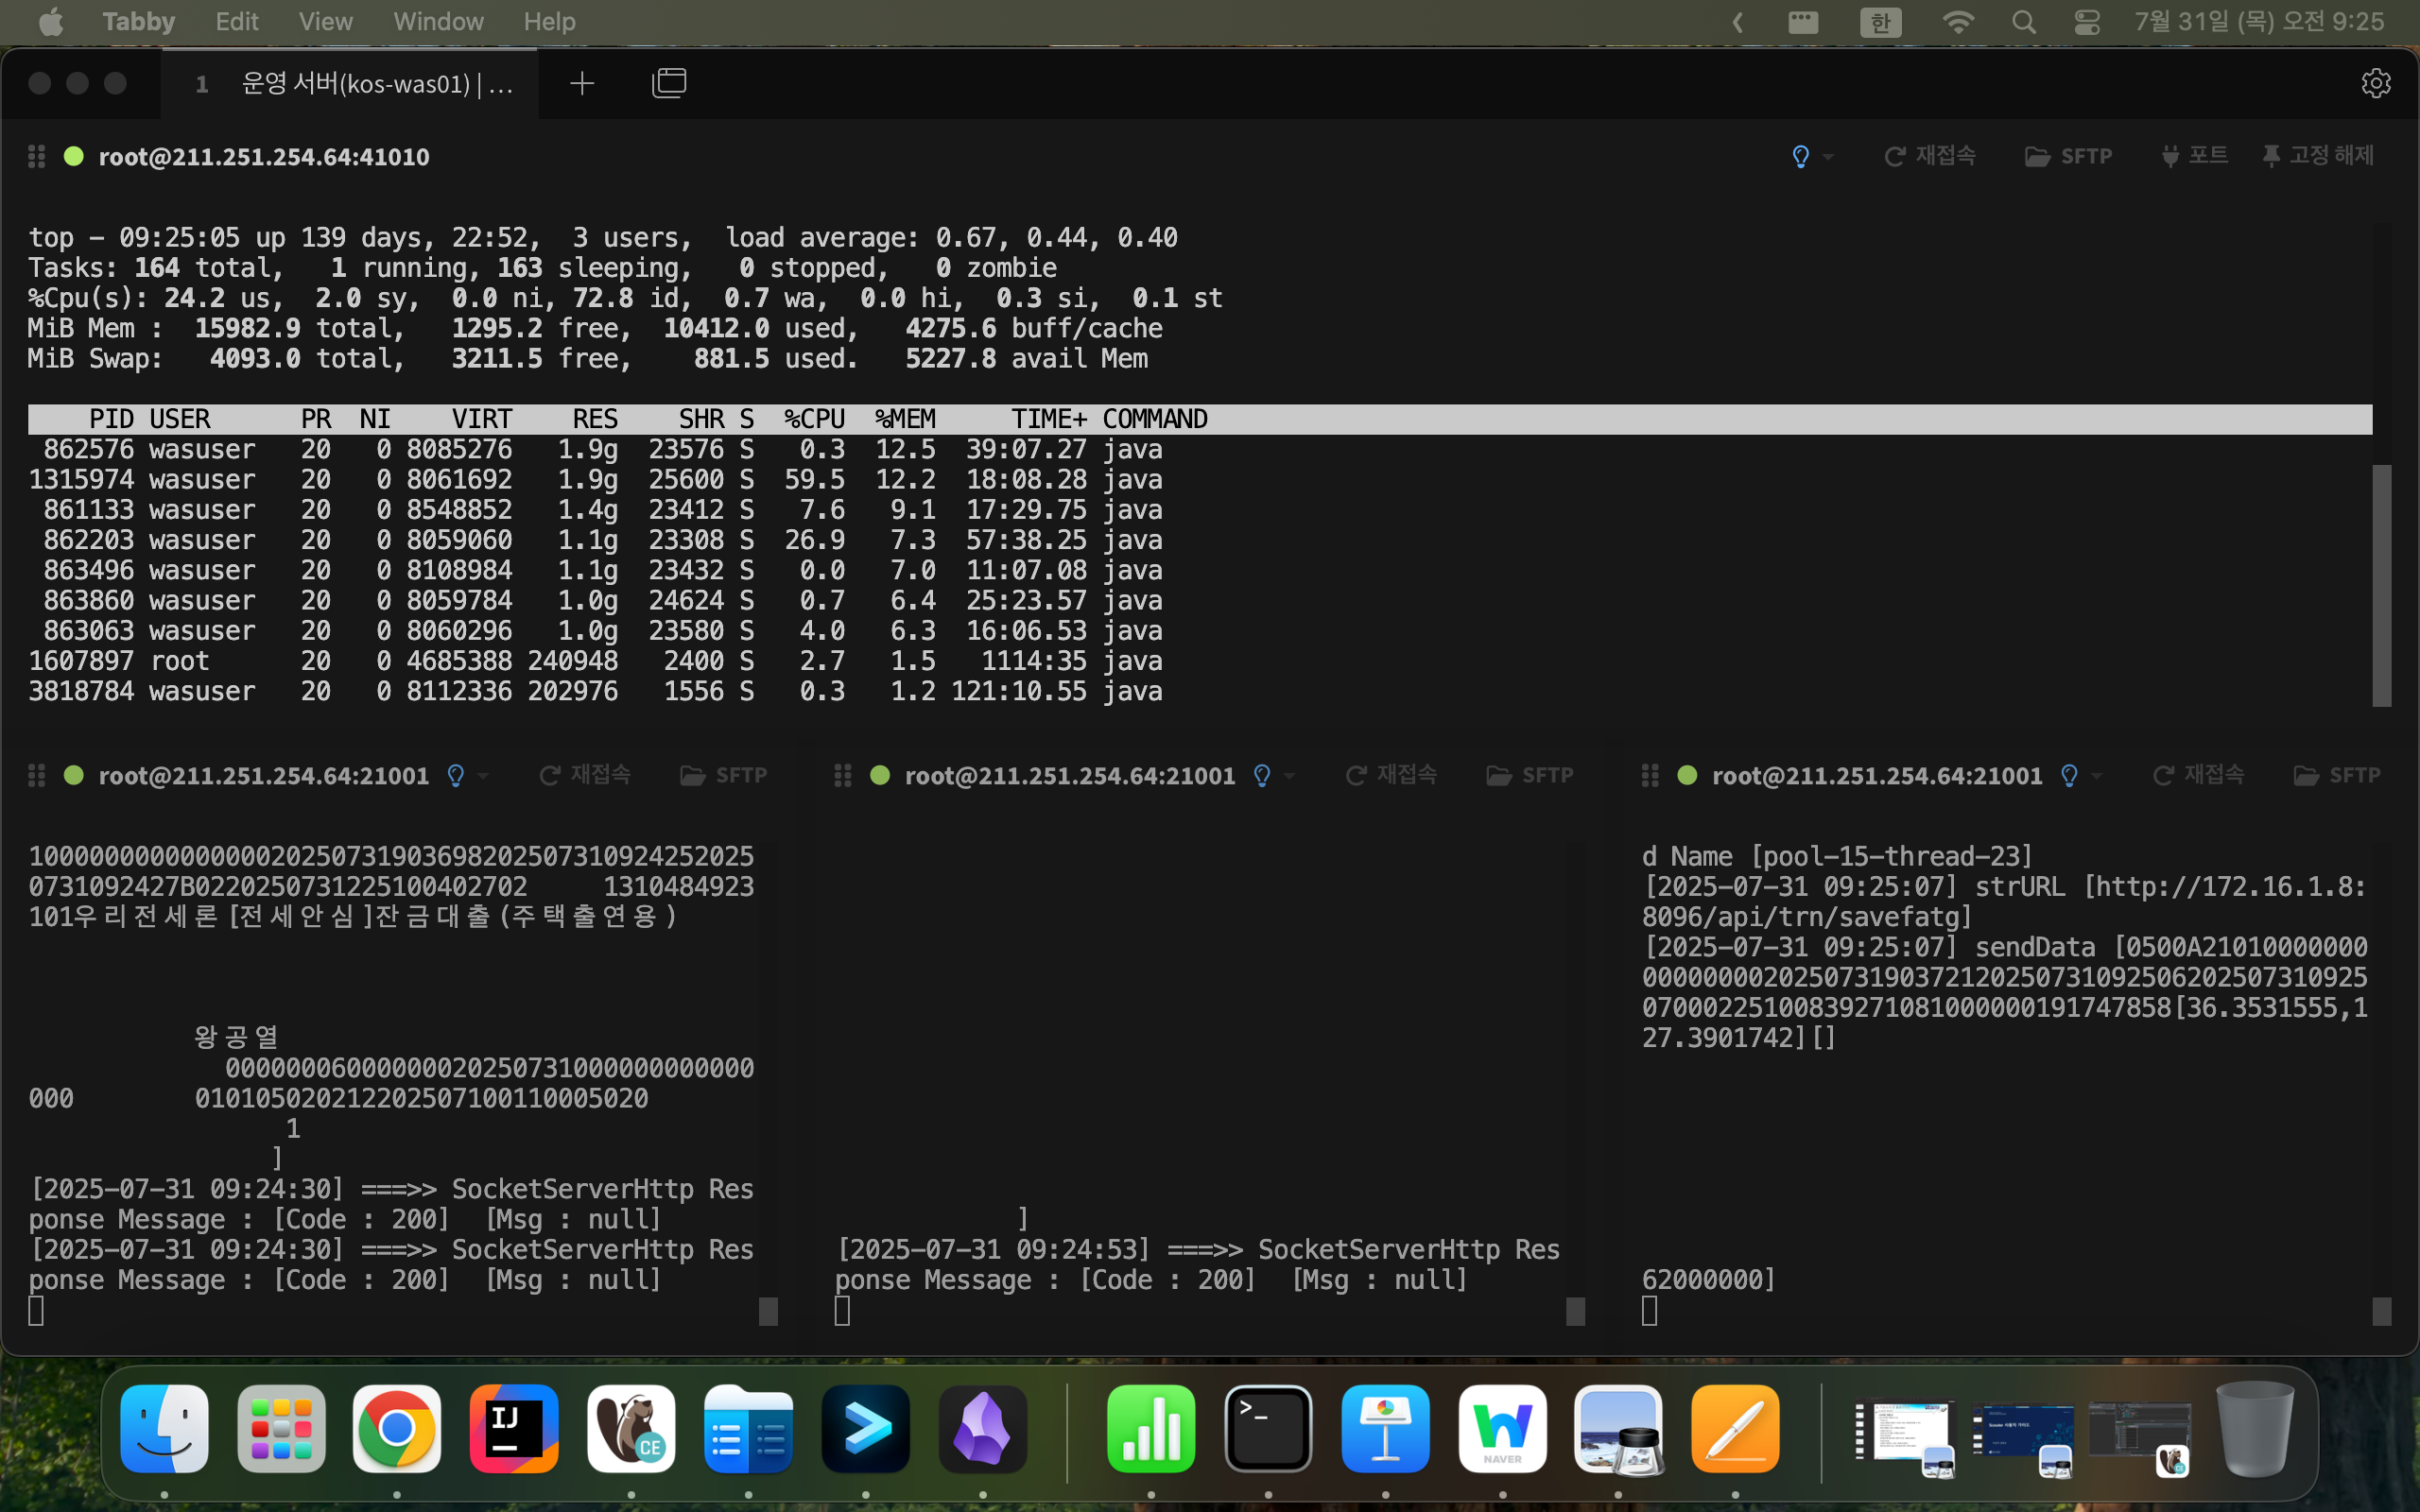 Tabby Edit View Window Help 한 7월 31일 (목) 오전 9:25
1 운영 서버(kos-was01) | …
root@211.251.254.64:41010 재접속 SFTP 포트 고정 해제
top - 09:25:05 up 139 days, 22:52, 3 users, load average: 0.67, 0.44, 0.40
Tasks: 164 total, 1 running, 163 sleeping, 0 stopped, 0 zombie
%Cpu(s): 24.2 us, 2.0 sy, 0.0 ni, 72.8 id, 0.7 wa, 0.0 hi, 0.3 si, 0.1 st
MiB Mem : 15982.9 total, 1295.2 free, 10412.0 used, 4275.6 buff/cache
MiB Swap: 4093.0 total, 3211.5 free, 881.5 used. 5227.8 avail Mem
PID USER PR NI VIRT RES SHR S %CPU %MEM TIME+ COMMAND
862576 wasuser 20 0 8085276 1.9g 23576 S 0.3 12.5 39:07.27 java
1315974 wasuser 20 0 8061692 1.9g 25600 S 59.5 12.2 18:08.28 java
861133 wasuser 20 0 8548852 1.4g 23412 S 7.6 9.1 17:29.75 java
862203 wasuser 20 0 8059060 1.1g 23308 S 26.9 7.3 57:38.25 java
863496 wasuser 20 0 8108984 1.1g 23432 S 0.0 7.0 11:07.08 java
863860 wasuser 20 0 8059784 1.0g 24624 S 0.7 6.4 25:23.57 java
863063 wasuser 20 0 8060296 1.0g 23580 S 4.0 6.3 16:06.53 java
1607897 root 20 0 4685388 240948 2400 S 2.7 1.5 1114:35 java
3818784 wasuser 20 0 8112336 202976 1556 S 0.3 1.2 121:10.55 java
root@211.251.254.64:21001 재접속 SFTP
100000000000000020250731903698202507310924252025
0731092427B0220250731225100402702 1310484923
101우리전세론 [전세안심]잔금대출(주택출연용)
왕공열
00000006000000020250731000000000000
000 010105020212202507100110005020
1
]
[2025-07-31 09:24:30] ===>> SocketServerHttp Res
ponse Message : [Code : 200] [Msg : null]
[2025-07-31 09:24:30] ===>> SocketServerHttp Res
ponse Message : [Code : 200] [Msg : null]
root@211.251.254.64:21001 재접속 SFTP
]
[2025-07-31 09:24:53] ===>> SocketServerHttp Res
ponse Message : [Code : 200] [Msg : null]
root@211.251.254.64:21001 재접속 SFTP
d Name [pool-15-thread-23]
[2025-07-31 09:25:07] strURL [http://172.16.1.8:
8096/api/trn/savefatg]
[2025-07-31 09:25:07] sendData [0500A21010000000
000000002025073190372120250731092506202507310925
07000225100839271081000000191747858[36.3531555,1
27.3901742][]
62000000]
IJ
CE
>_
NAVER